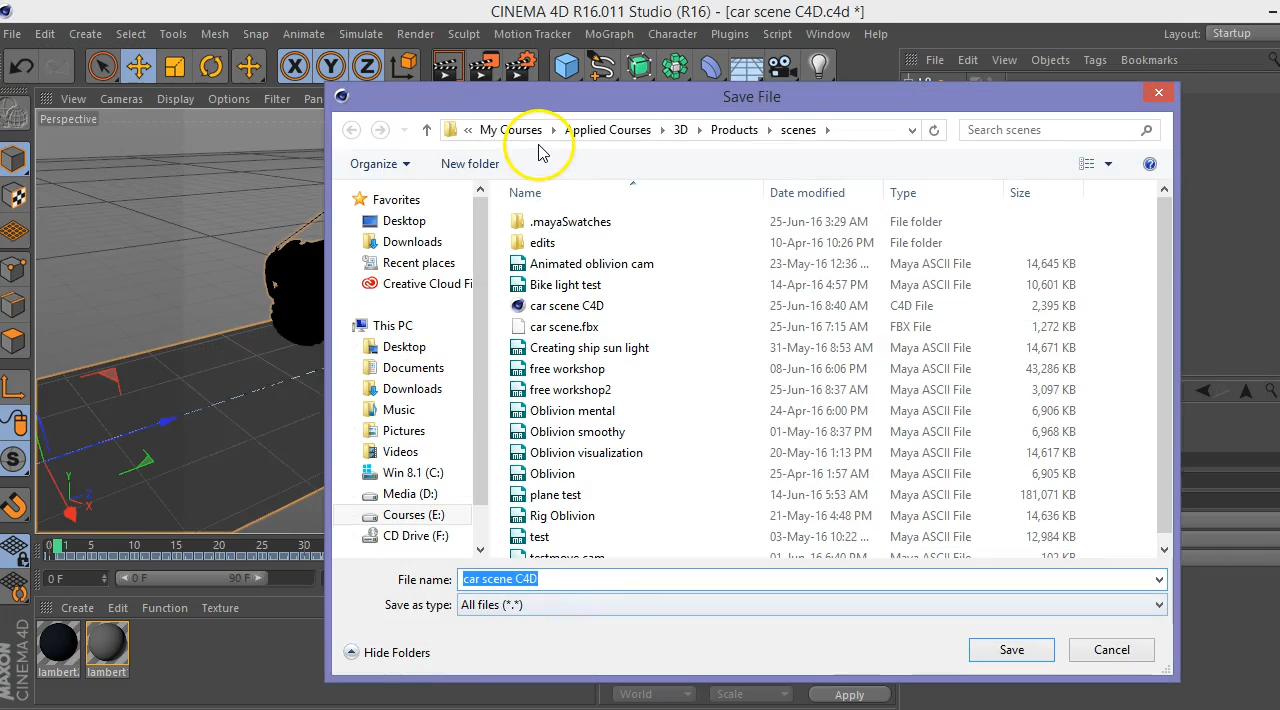 CINEMA 4D R16.011 Studio (R16) - [car scene C4D.c4d *]
File Edit Create Select Tools Mesh Snap Animate Simulate Render Sculpt Motion Tracker MoGraph Character Plugins Script Window Help Layout: Startup
X Y Z File Edit View Objects Tags Bookmarks
View Cameras Display Options Filter Pan
Perspective
Save File
« My Courses Applied Courses 3D Products scenes Search scenes
Organize New folder
Name Date modified Type Size
Favorites
Desktop
Downloads
Recent places
Creative Cloud Fi
This PC
Desktop
Documents
Downloads
Music
Pictures
Videos
Win 8.1 (C:)
Media (D:)
Courses (E:)
CD Drive (F:)
.mayaSwatches 25-Jun-16 3:29 AM File folder
edits 10-Apr-16 10:26 PM File folder
Animated oblivion cam 23-May-16 12:36 ... Maya ASCII File 14,645 KB
Bike light test 14-Apr-16 4:57 PM Maya ASCII File 10,601 KB
car scene C4D 25-Jun-16 8:40 AM C4D File 2,395 KB
car scene.fbx 25-Jun-16 7:15 AM FBX File 1,272 KB
Creating ship sun light 31-May-16 8:53 AM Maya ASCII File 14,671 KB
free workshop 08-Jun-16 6:06 PM Maya ASCII File 43,286 KB
free workshop2 25-Jun-16 8:37 AM Maya ASCII File 3,097 KB
Oblivion mental 24-Apr-16 6:00 PM Maya ASCII File 6,906 KB
Oblivion smoothy 01-May-16 8:37 PM Maya ASCII File 6,968 KB
Oblivion visualization 20-May-16 1:13 PM Maya ASCII File 14,617 KB
Oblivion 25-Apr-16 1:57 AM Maya ASCII File 6,905 KB
plane test 14-Jun-16 5:53 AM Maya ASCII File 181,071 KB
Rig Oblivion 21-May-16 4:48 PM Maya ASCII File 14,636 KB
test 03-May-16 10:22 ... Maya ASCII File 12,984 KB
testmove cam 01-Jun-16 6:40 PM Maya ASCII File 102 KB
File name: car scene C4D
Save as type: All files (*.*)
Hide Folders Save Cancel
Y Z X
0 5 10 15 20 25 30
0 F 0 F 90 F
Create Edit Function Texture
lambert. lambert
MAXON
CINEMA 4D
World Scale Apply